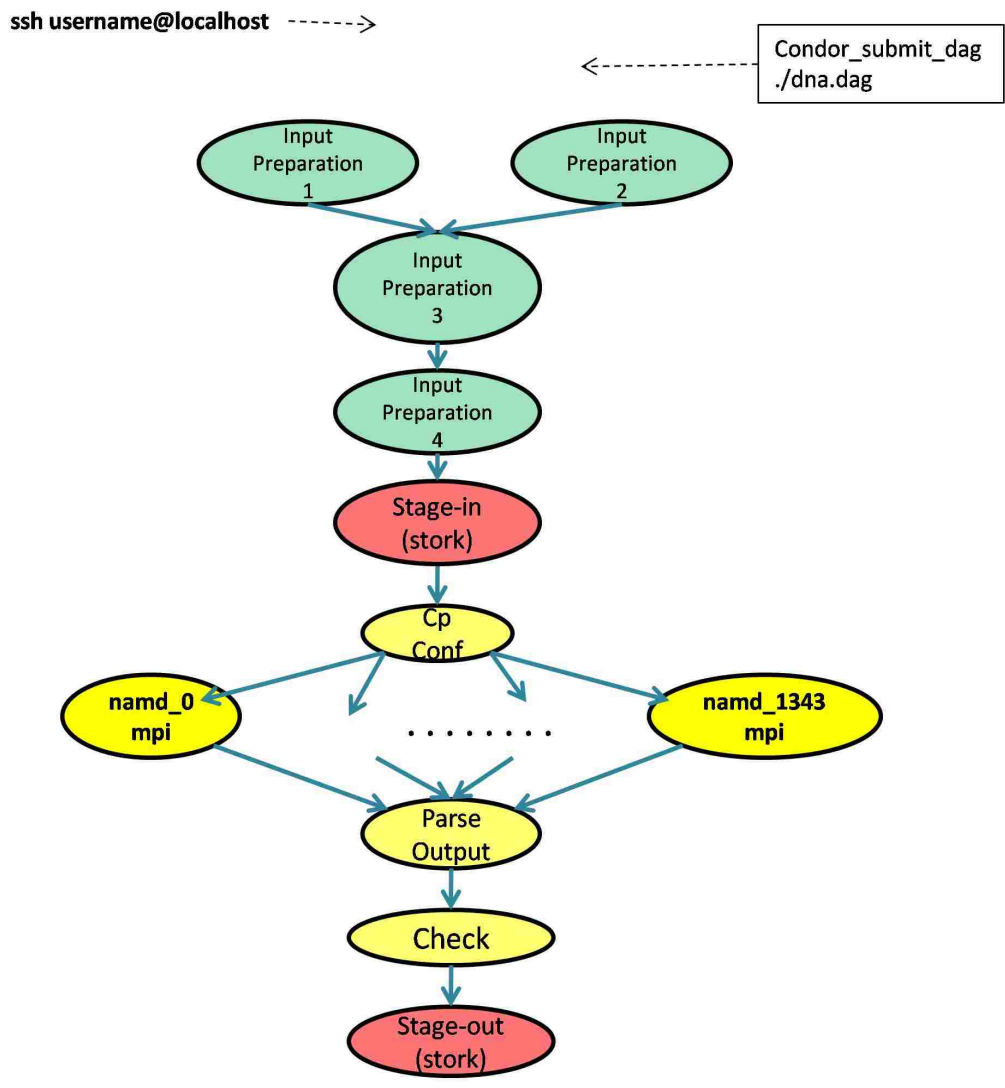 ssh username@localhost
Condor_submit_dag
./dna.dag
Input
Preparation
1
Input
Preparation
2
Input
Preparation
3
Input
Preparation
4
Stage-in
(stork)
Cp
Conf
namd_0
mpi
. . . . . . . .
namd_1343
mpi
Parse
Output
Check
Stage-out
(stork)